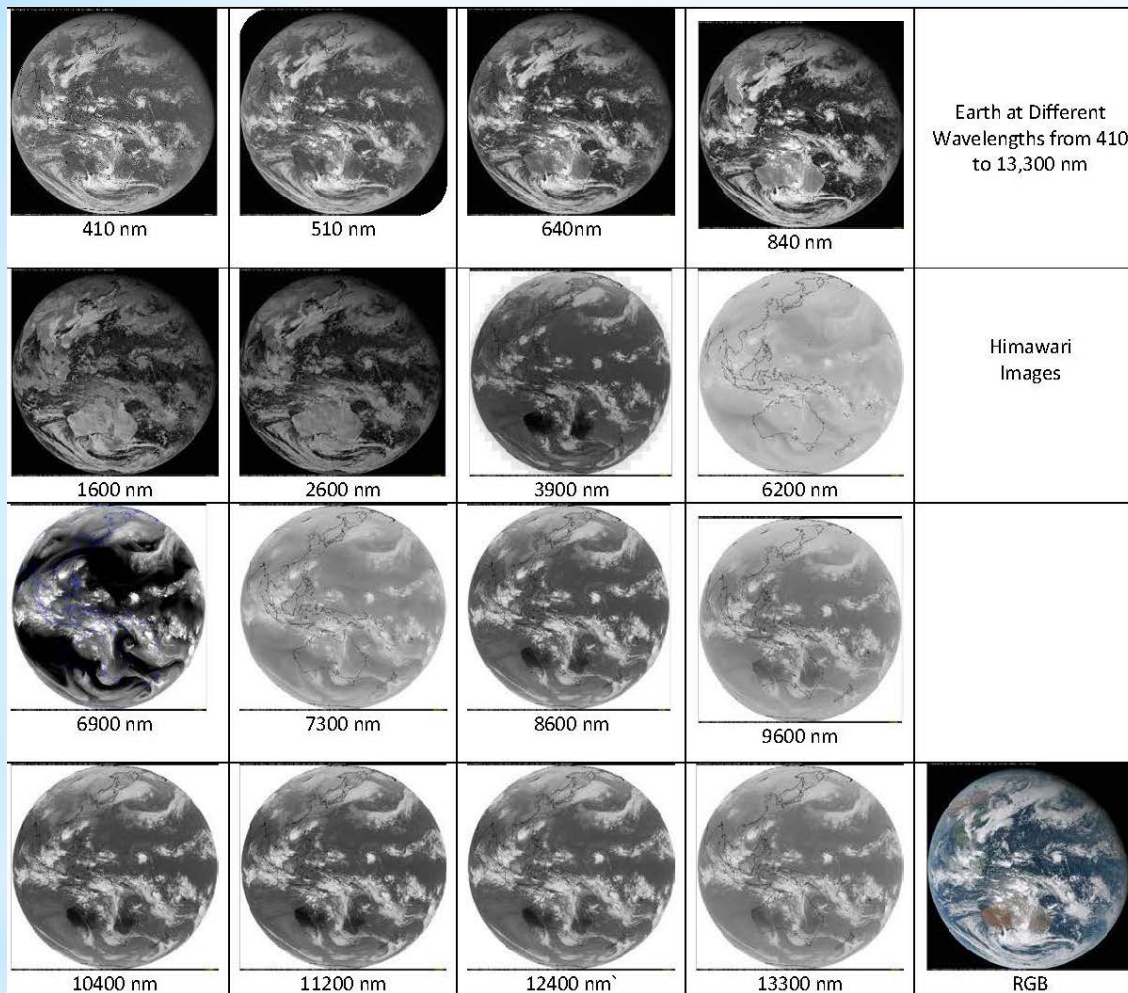 410 nm
510 nm
640nm
840 nm
Earth at Different
Wavelengths from 410
to 13,300 nm
1600 nm
2600 nm
3900 nm
6200 nm
Himawari
Images
6900 nm
7300 nm
8600 nm
9600 nm
10400 nm
11200 nm
12400 nm`
13300 nm
RGB